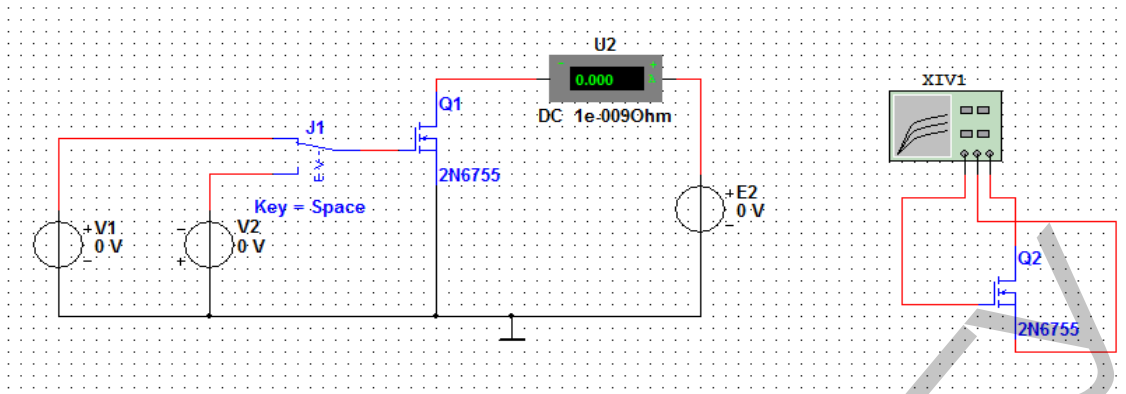 U2
- +
0.000 A
DC 1e-009Ohm
XIV1
Q1
J1
2N6755
Key = Space
+ V1
0 V
-
- V2
0 V
+
+ E2
0 V
-
Q2
2N6755